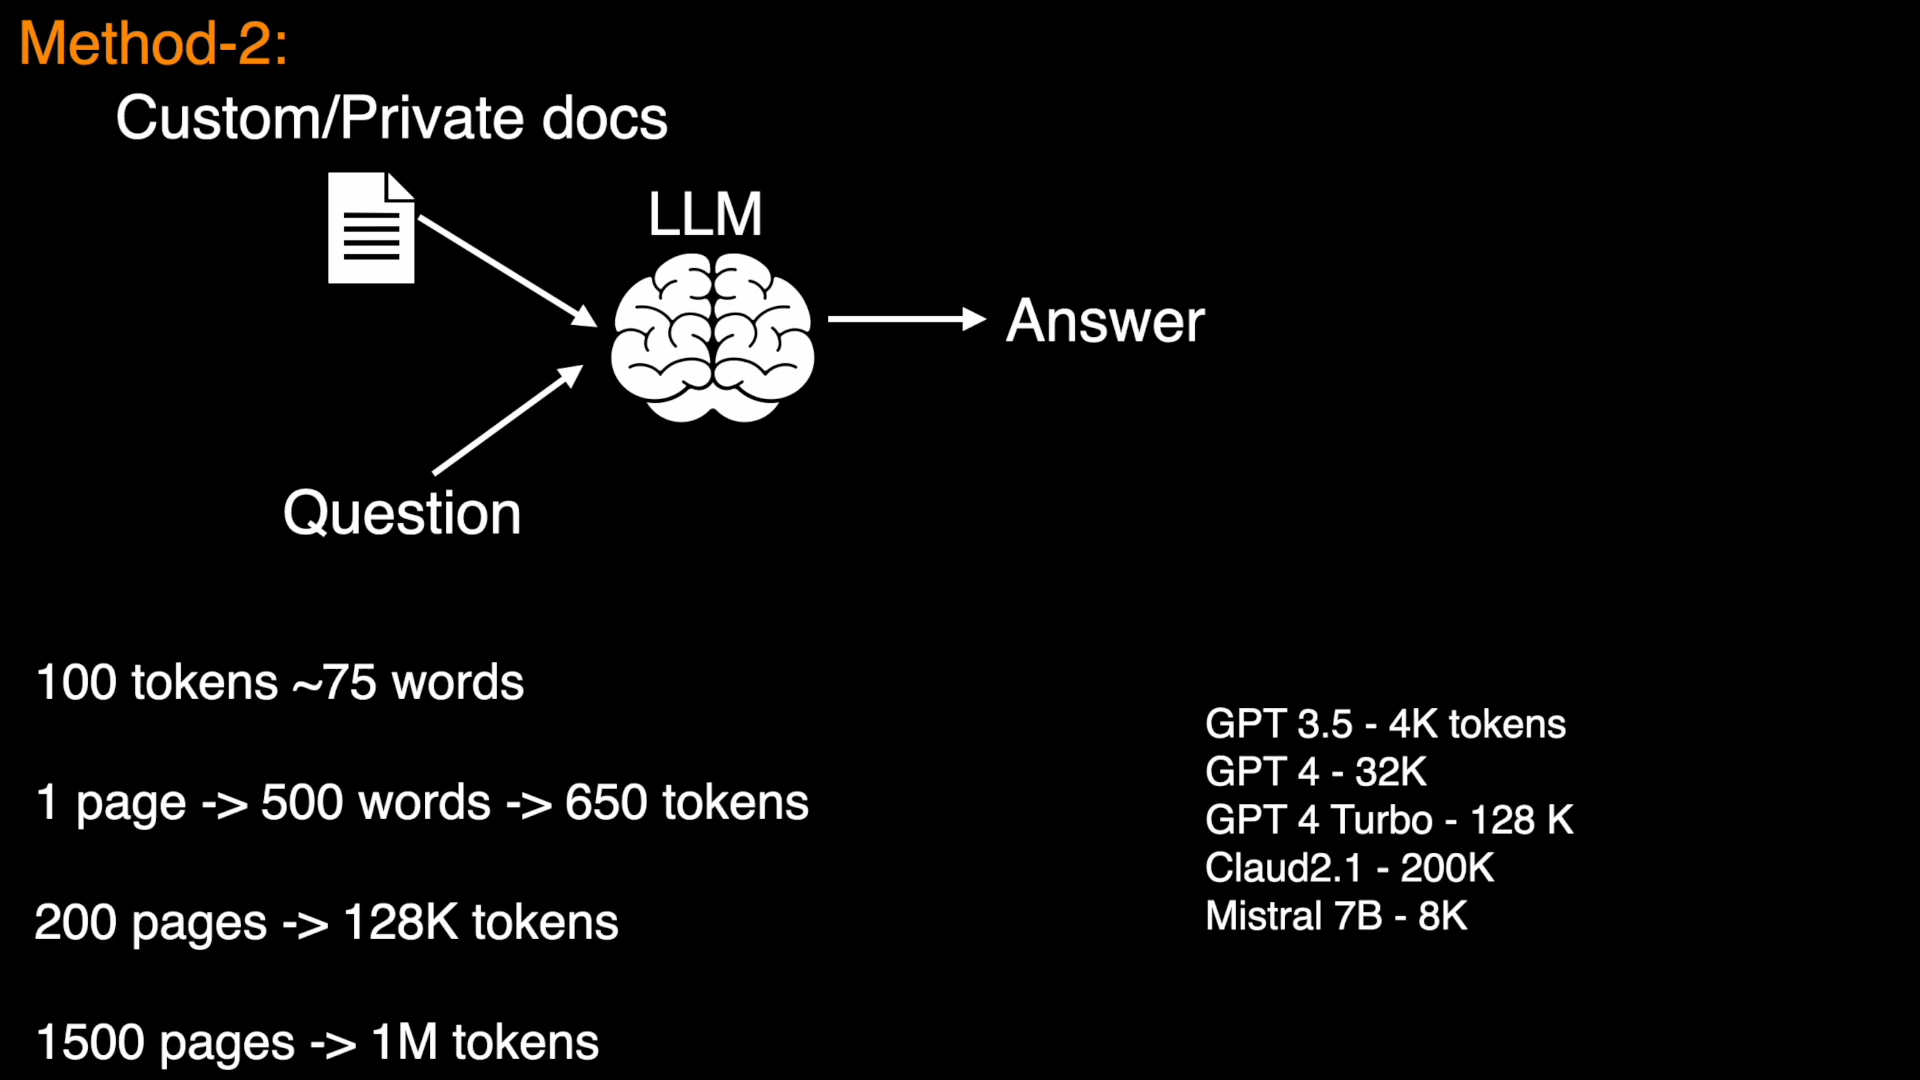 Method-2:
Custom/Private docs
LLM
Answer
Question
100 tokens ~75 words
1 page -> 500 words -> 650 tokens
200 pages -> 128K tokens
1500 pages -> 1M tokens
GPT 3.5 - 4K tokens
GPT 4 - 32K
GPT 4 Turbo - 128 K
Claud2.1 - 200K
Mistral 7B - 8K